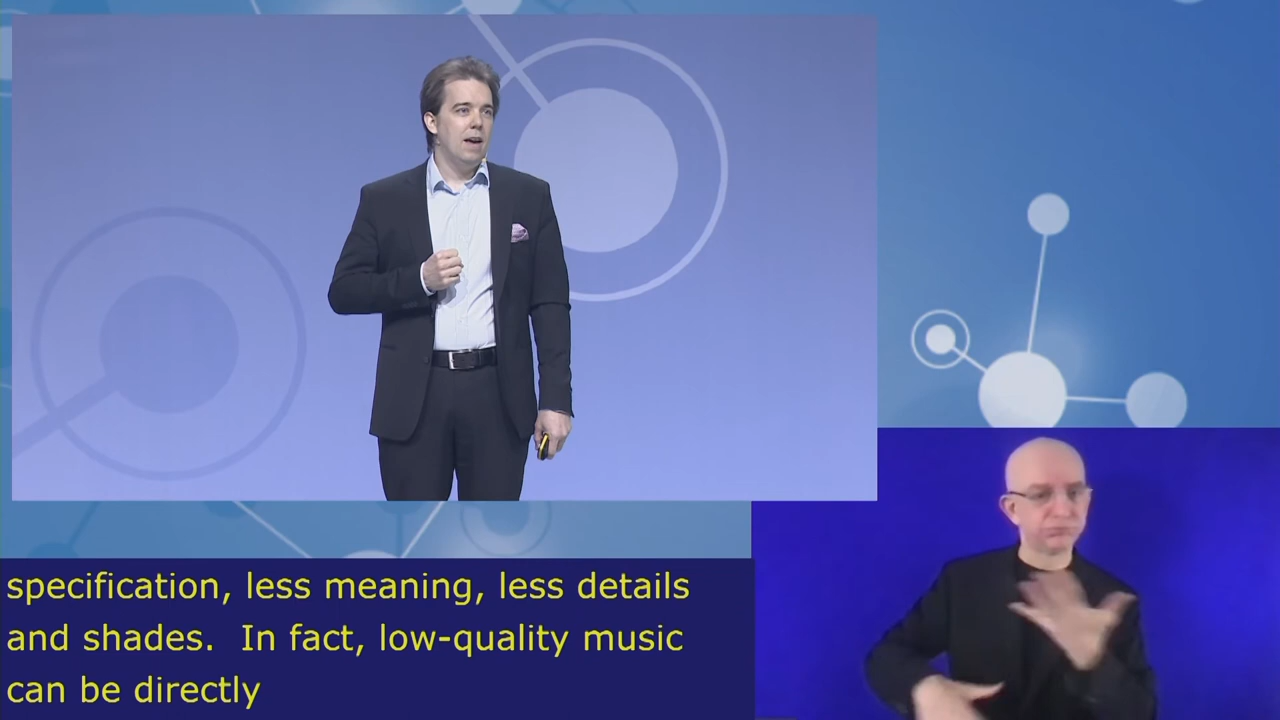 specification, less meaning, less details
and shades.  In fact, low-quality music
can be directly